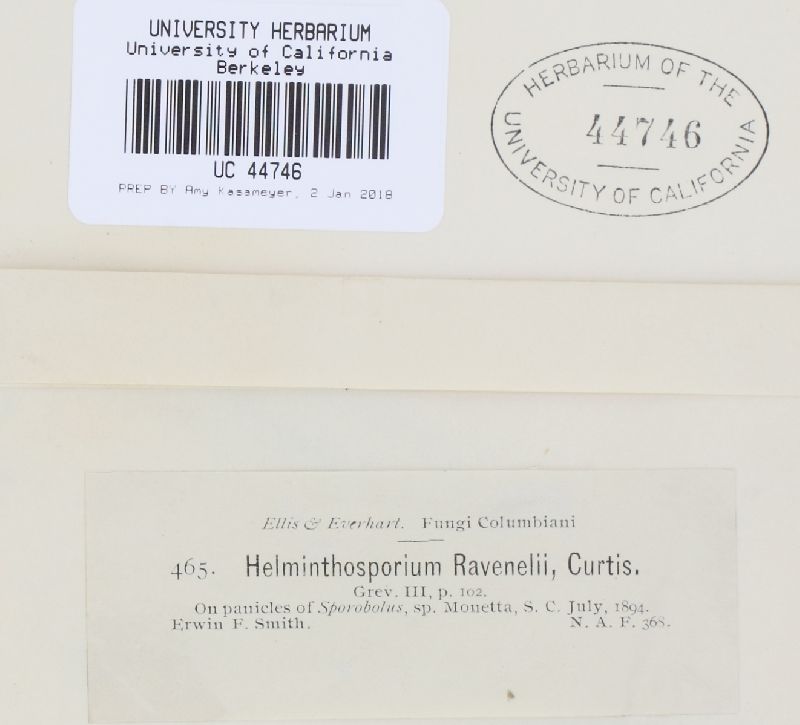 UNIVERSITY HERBARIUM
University of California
Berkeley
UC 44746
PREP BY Amy Kasameyer, 2 Jan 2018
HERBARIUM OF THE
44746
UNIVERSITY OF CALIFORNIA
Ellis & Everhart. Fungi Columbiani
465. Helminthosporium Ravenelii, Curtis.
Grev. III, p. 102.
On panicles of Sporobolus, sp. Monetta, S. C. July, 1894.
Erwin F. Smith. N. A. F. 368.